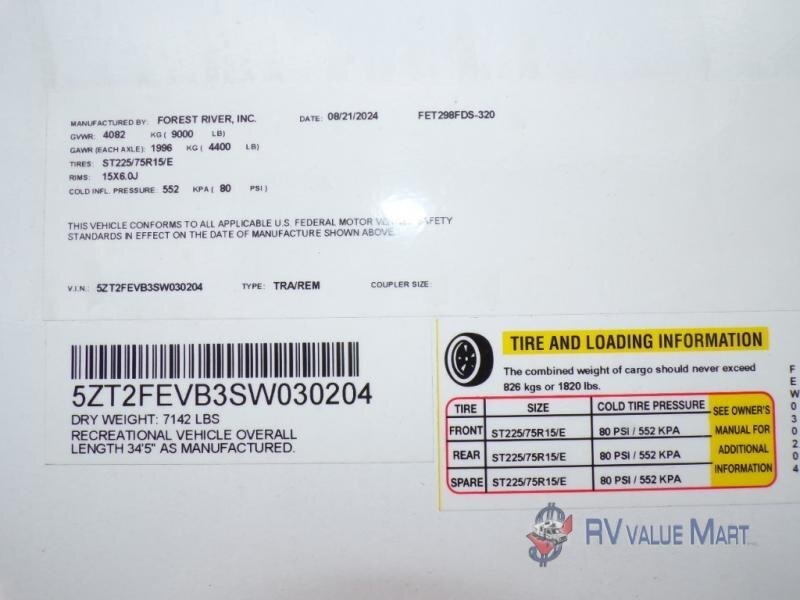 MANUFACTURED BY: FOREST RIVER, INC. DATE: 08/21/2024 FET298FDS-320
GVWR: 4082 KG ( 9000 LB)
GAWR (EACH AXLE): 1996 KG ( 4400 LB)
TIRES: ST225/75R15/E
RIMS: 15X6.0J
COLD INFL. PRESSURE: 552 KPA ( 80 PSI )
THIS VEHICLE CONFORMS TO ALL APPLICABLE U.S. FEDERAL MOTOR SAFETY
STANDARDS IN EFFECT ON THE DATE OF MANUFACTURE SHOWN ABOVE.
V.I.N.: 5ZT2FEVB3SW030204 TYPE: TRA/REM COUPLER SIZE:
5ZT2FEVB3SW030204
DRY WEIGHT: 7142 LBS
RECREATIONAL VEHICLE OVERALL
LENGTH 34'5" AS MANUFACTURED.
TIRE AND LOADING INFORMATION
The combined weight of cargo should never exceed
826 kgs or 1820 lbs.
TIRE SIZE COLD TIRE PRESSURE
FRONT ST225/75R15/E 80 PSI / 552 KPA
REAR ST225/75R15/E 80 PSI / 552 KPA
SPARE ST225/75R15/E 80 PSI / 552 KPA
SEE OWNER'S
MANUAL FOR
ADDITIONAL
INFORMATION
FEW030204
RV VALUE MART